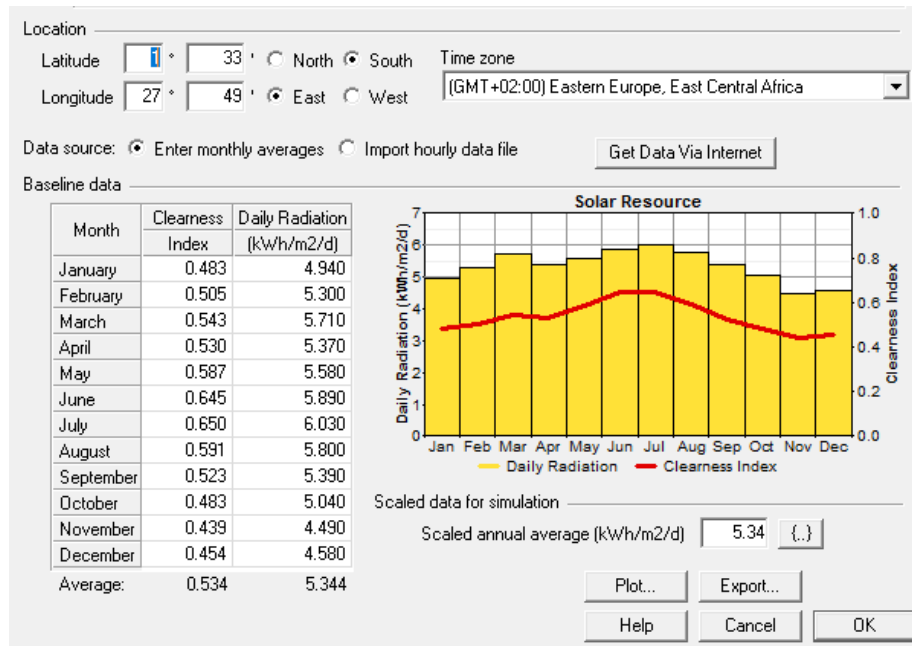 Location
Latitude 1 ° 33 ' North South Time zone
Longitude 27 ° 49 ' East West (GMT+02:00) Eastern Europe, East Central Africa
Data source: Enter monthly averages Import hourly data file Get Data Via Internet
Baseline data
Month Clearness Index Daily Radiation (kWh/m2/d)
January 0.483 4.940
February 0.505 5.300
March 0.543 5.710
April 0.530 5.370
May 0.587 5.580
June 0.645 5.890
July 0.650 6.030
August 0.591 5.800
September 0.523 5.390
October 0.483 5.040
November 0.439 4.490
December 0.454 4.580
Average: 0.534 5.344
Solar Resource
Daily Radiation (kWh/m2/d)
7
6
5
4
3
2
1
0
1.0
0.8
0.6
0.4
0.2
0.0
Clearness Index
Jan Feb Mar Apr May Jun Jul Aug Sep Oct Nov Dec
Daily Radiation Clearness Index
Scaled data for simulation
Scaled annual average (kWh/m2/d) 5.34 {..}
Plot... Export...
Help Cancel OK